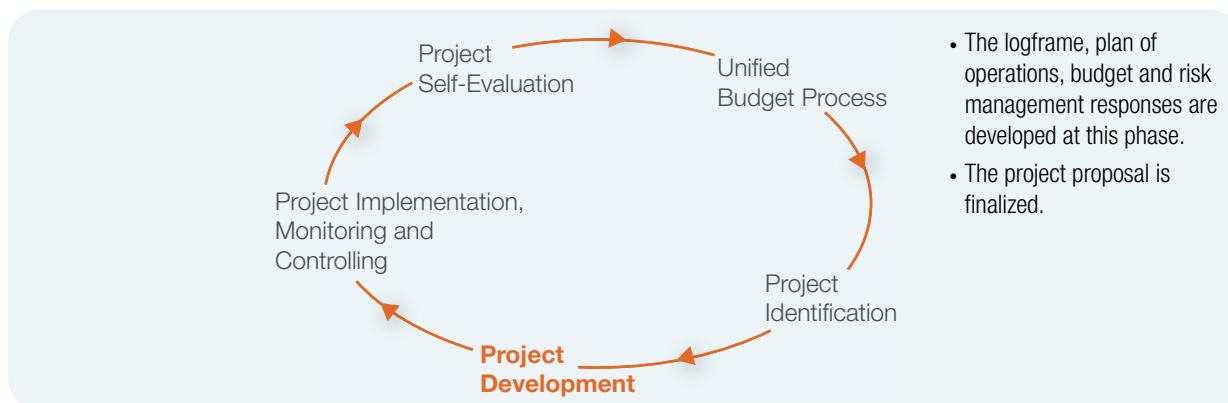 Project
Self-Evaluation
Unified
Budget Process
Project Implementation,
Monitoring and
Controlling
Project
Identification
Project
Development
• The logframe, plan of
operations, budget and risk
management responses are
developed at this phase.
• The project proposal is
finalized.